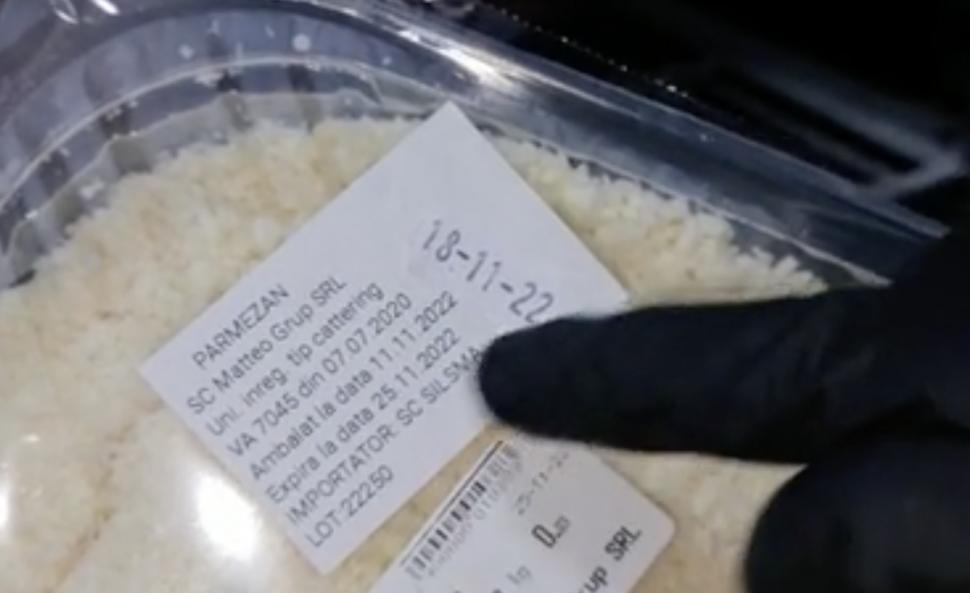 18-11-22
PARMEZAN
SC Matteo Grup SRL
Uni. inreg. tip cattering
VA 7045 din 07.07.2020
Ambalat la data 11.11.2022
Expira la data 25.11.2022
IMPORTATOR: SC SILSMA
LOT:22250
SRL